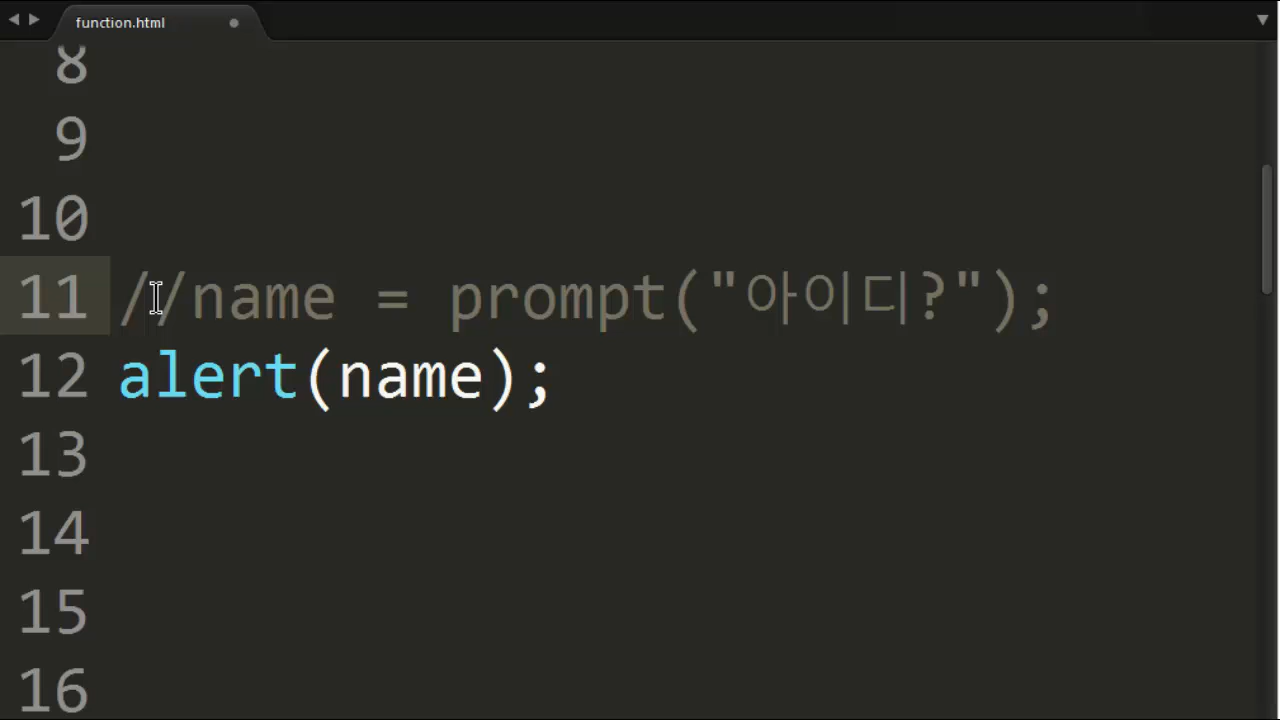 function.html
8
9
10
11 //name = prompt("아이디?");
12 alert(name);
13
14
15
16